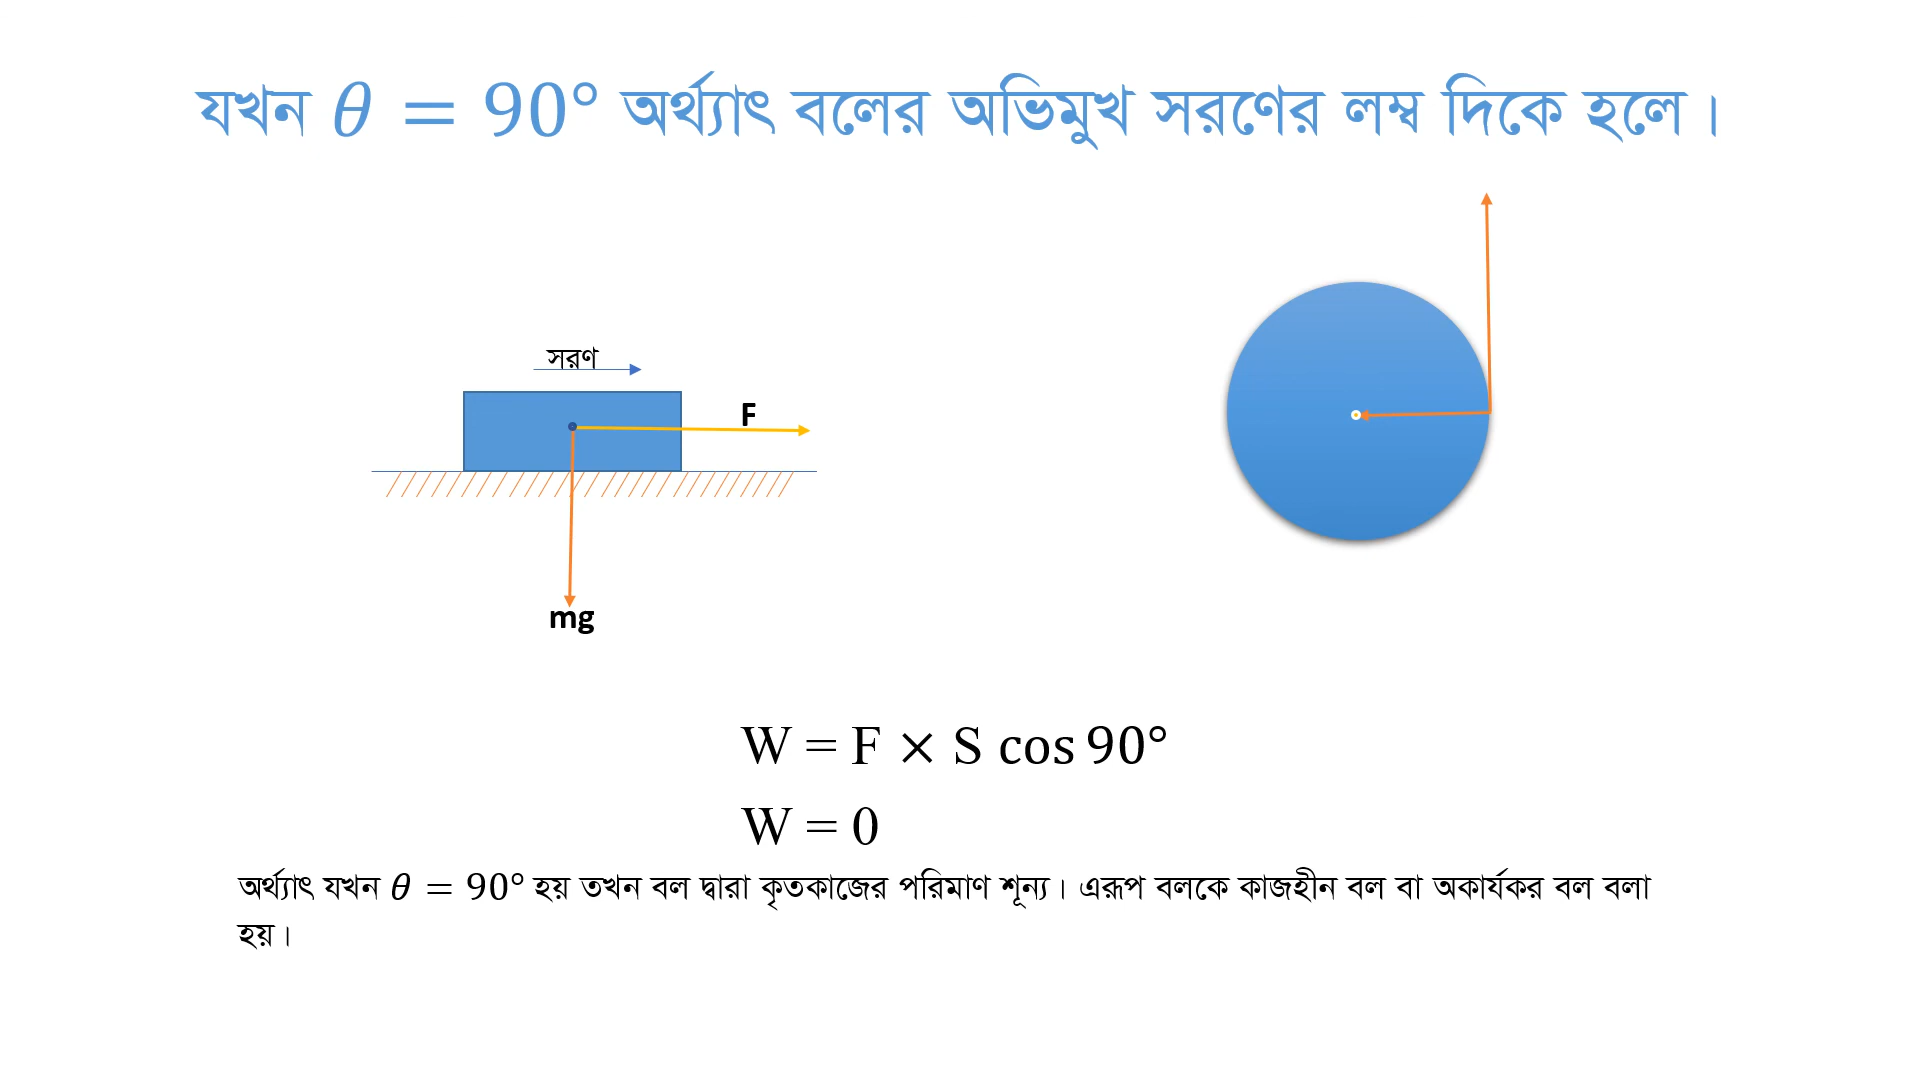 যখন 𝜃 = 90° অর্থ্যাৎ বলের অভিমুখ সরণের লম্ব দিকে হলে।
সরণ
F
mg
W = F × S cos 90°
W = 0
অর্থ্যাৎ যখন 𝜃 = 90° হয় তখন বল দ্বারা কৃতকাজের পরিমাণ শূন্য। এরূপ বলকে কাজহীন বল বা অকার্যকর বল বলা
হয়।